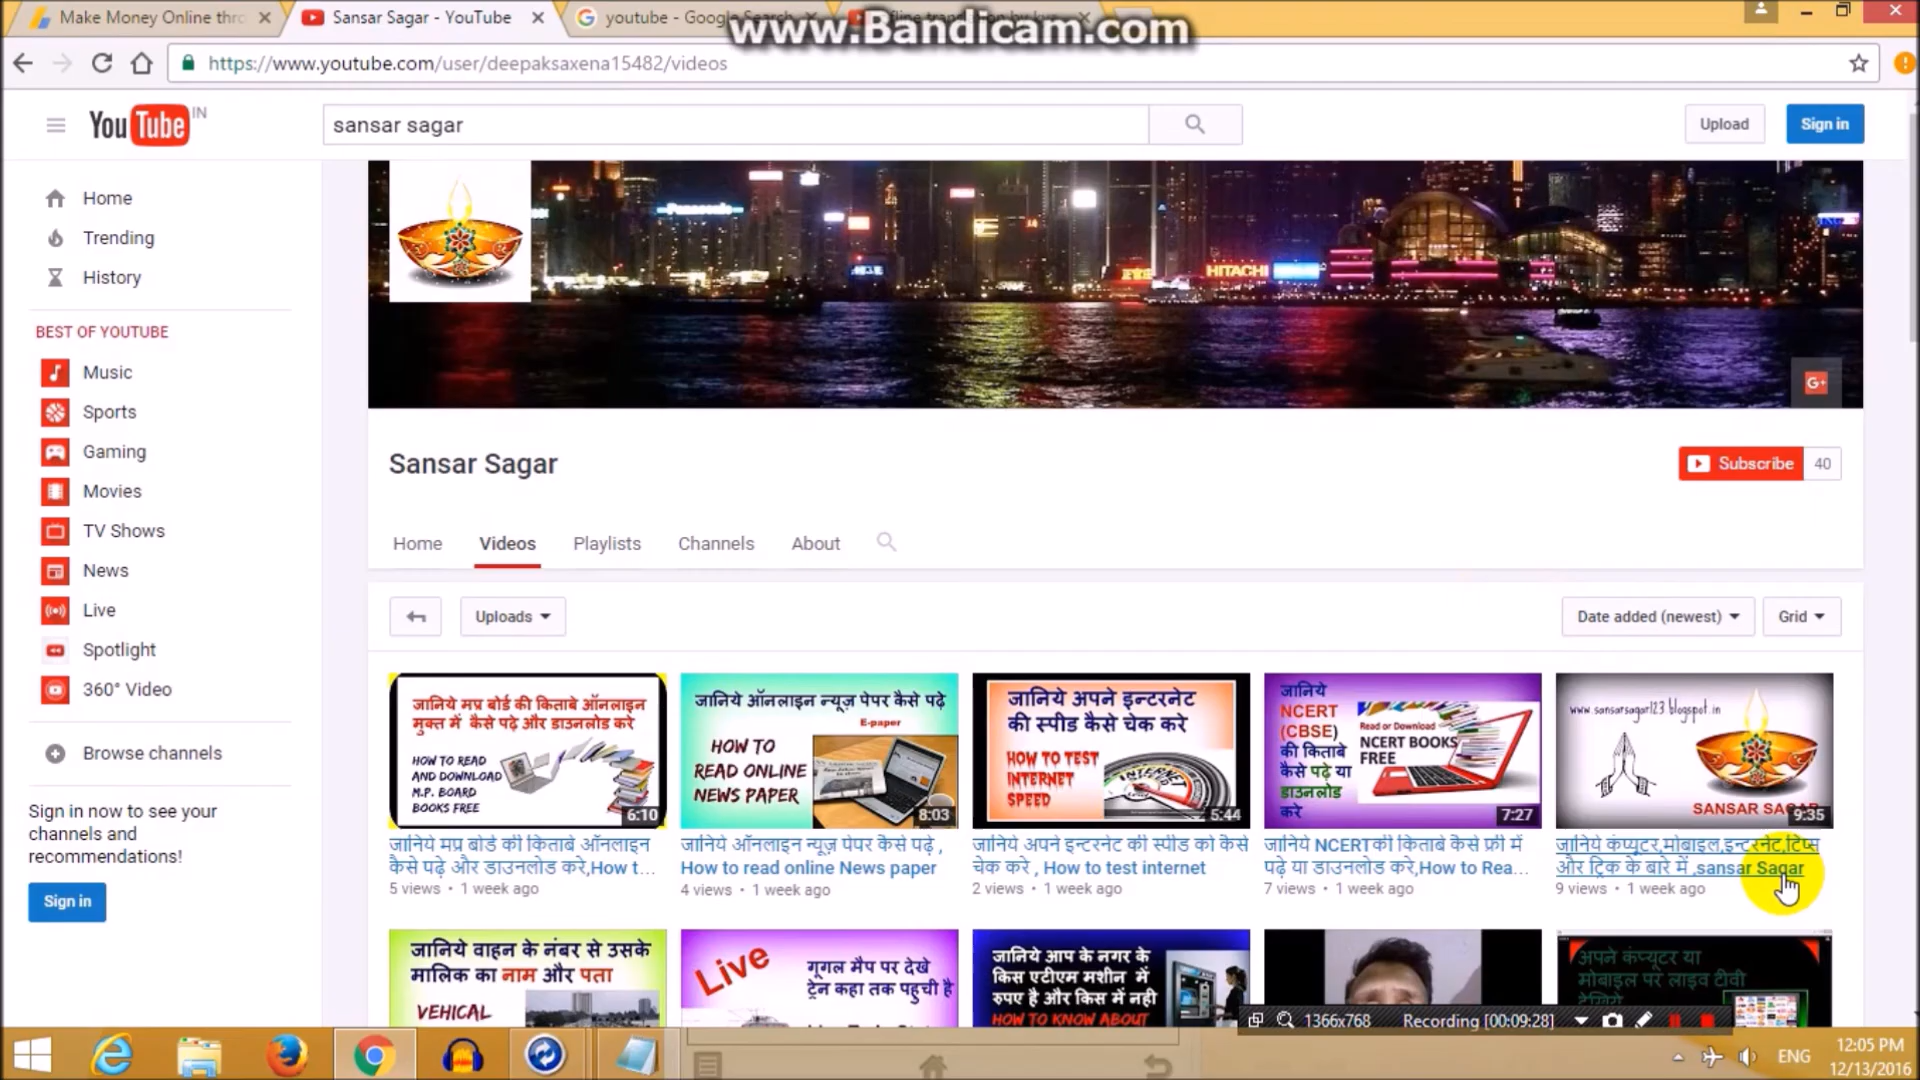 Make Money Online thro
Sansar Sagar - YouTube
youtube - Google Search
www.Bandicam.com
https://www.youtube.com/user/deepaksaxena15482/videos
YouTube IN
sansar sagar
Upload
Sign in
Home
Trending
History
BEST OF YOUTUBE
Music
Sports
Gaming
Movies
TV Shows
News
Live
Spotlight
360° Video
Browse channels
Sign in now to see your
channels and
recommendations!
Sign in
Panasonic
HITACHI
G+
Sansar Sagar
Subscribe 40
Home Videos Playlists Channels About
Uploads
Date added (newest)
Grid
जानिये मप्र बोर्ड की किताबे ऑनलाइन
मुक्त में कैसे पढ़े और डाउनलोड करे
HOW TO READ
AND DOWNLOAD
M.P. BOARD
BOOKS FREE
6:10
जानिये मप्र बोर्ड की किताबे ऑनलाइन
कैसे पढ़े और डाउनलोड करे,How t...
5 views • 1 week ago
जानिये ऑनलाइन न्यूज़ पेपर कैसे पढ़े
E-paper
HOW TO
READ ONLINE
NEWS PAPER
8:03
जानिये ऑनलाइन न्यूज़ पेपर कैसे पढ़े ,
How to read online News paper
4 views • 1 week ago
जानिये अपने इन्टरनेट
की स्पीड कैसे चेक करे
HOW TO TEST
INTERNET
SPEED
INTERNET
5:44
जानिये अपने इन्टरनेट की स्पीड को कैसे
चेक करे , How to test internet
2 views • 1 week ago
जानिये
NCERT
(CBSE)
की किताबे
कैसे पढ़े या
डाउनलोड
करे
Read or Download
NCERT BOOKS
FREE
7:27
जानिये NCERTकी किताबे कैसे फ्री में
पढ़े या डाउनलोड करे,How to Rea...
7 views • 1 week ago
www.sansarsagar123.blogspot.in
SANSAR SAGAR
9:35
जानिये कंप्यूटर,मोबाइल,इन्टरनेट,टिप्स
और ट्रिक के बारे में ,sansar Sagar
9 views • 1 week ago
जानिये वाहन के नंबर से उसके
मालिक का नाम और पता
VEHICAL
Live
गूगल मैप पर देखे
ट्रेन कहा तक पहुची है
जानिये आप के नगर के
किस एटीएम मशीन में
रुपए है और किस में नही
HOW TO KNOW ABOUT
अपने कंप्यूटर या
मोबाइल पर लाइव टीवी
देखिये
1366x768
Recording [00:09:28]
ENG
12:05 PM
12/13/2016